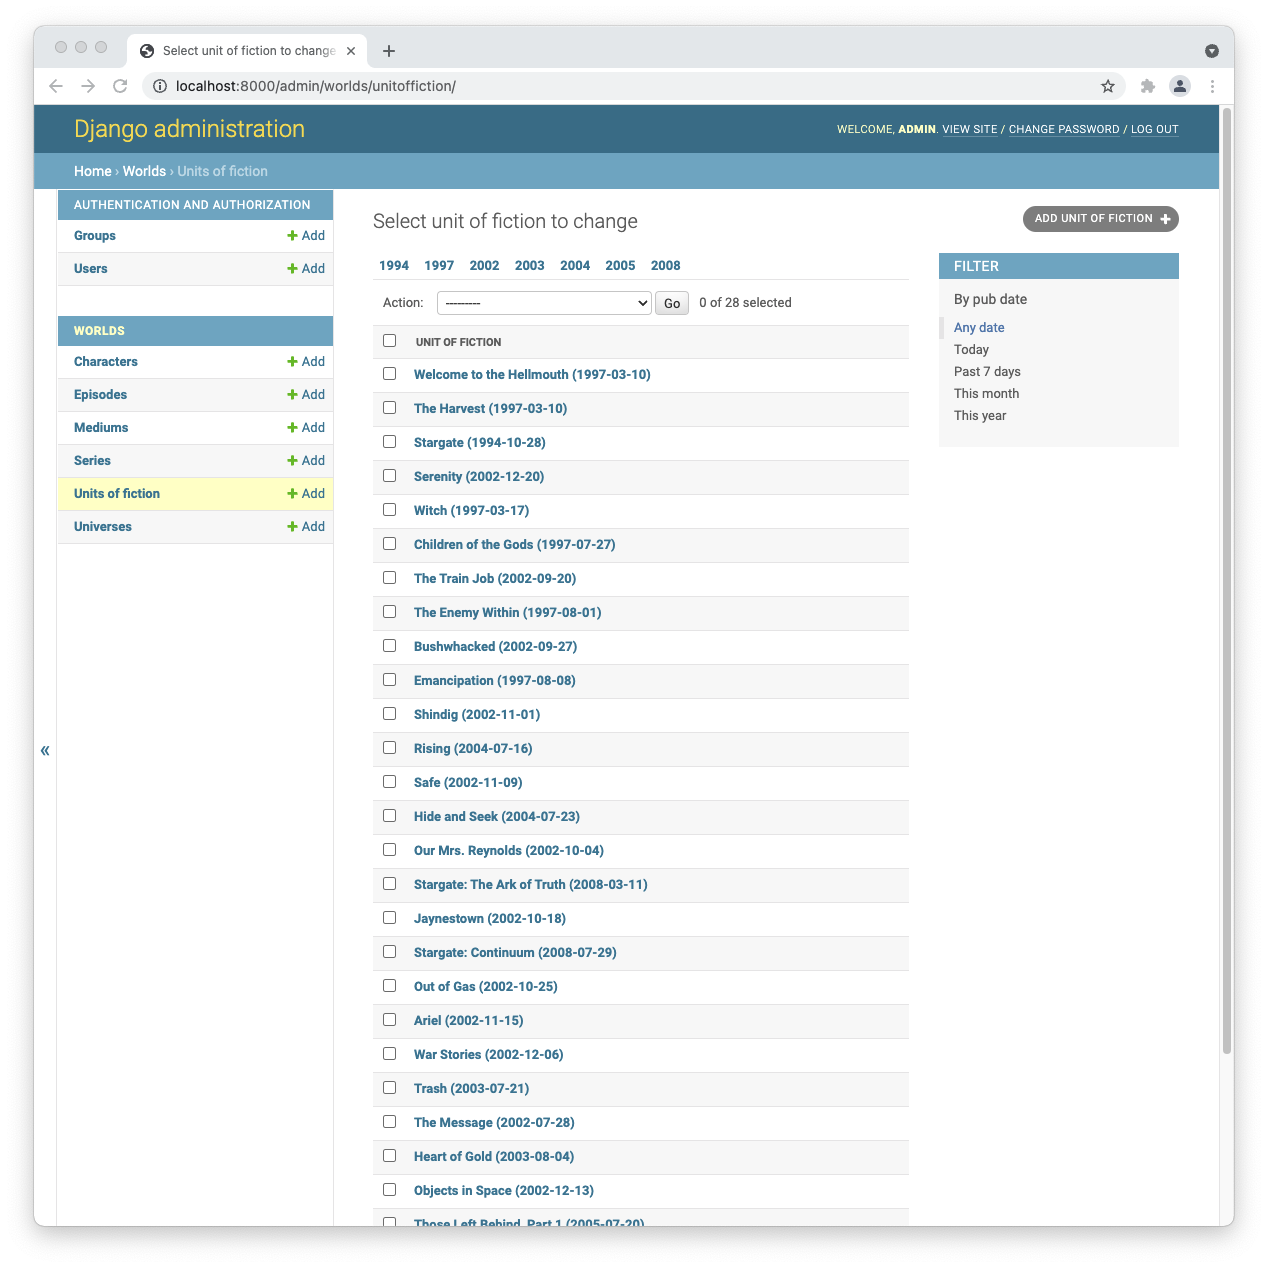 Select unit of fiction to change
localhost:8000/admin/worlds/unitoffiction/
Django administration
WELCOME, ADMIN. VIEW SITE / CHANGE PASSWORD / LOG OUT
Home › Worlds › Units of fiction
AUTHENTICATION AND AUTHORIZATION
Groups Add
Users Add
WORLDS
Characters Add
Episodes Add
Mediums Add
Series Add
Units of fiction Add
Universes Add
«
Select unit of fiction to change
ADD UNIT OF FICTION +
1994 1997 2002 2003 2004 2005 2008
Action: --------- Go 0 of 28 selected
UNIT OF FICTION
Welcome to the Hellmouth (1997-03-10)
The Harvest (1997-03-10)
Stargate (1994-10-28)
Serenity (2002-12-20)
Witch (1997-03-17)
Children of the Gods (1997-07-27)
The Train Job (2002-09-20)
The Enemy Within (1997-08-01)
Bushwhacked (2002-09-27)
Emancipation (1997-08-08)
Shindig (2002-11-01)
Rising (2004-07-16)
Safe (2002-11-09)
Hide and Seek (2004-07-23)
Our Mrs. Reynolds (2002-10-04)
Stargate: The Ark of Truth (2008-03-11)
Jaynestown (2002-10-18)
Stargate: Continuum (2008-07-29)
Out of Gas (2002-10-25)
Ariel (2002-11-15)
War Stories (2002-12-06)
Trash (2003-07-21)
The Message (2002-07-28)
Heart of Gold (2003-08-04)
Objects in Space (2002-12-13)
Those Left Behind, Part 1 (2005-07-20)
FILTER
By pub date
Any date
Today
Past 7 days
This month
This year